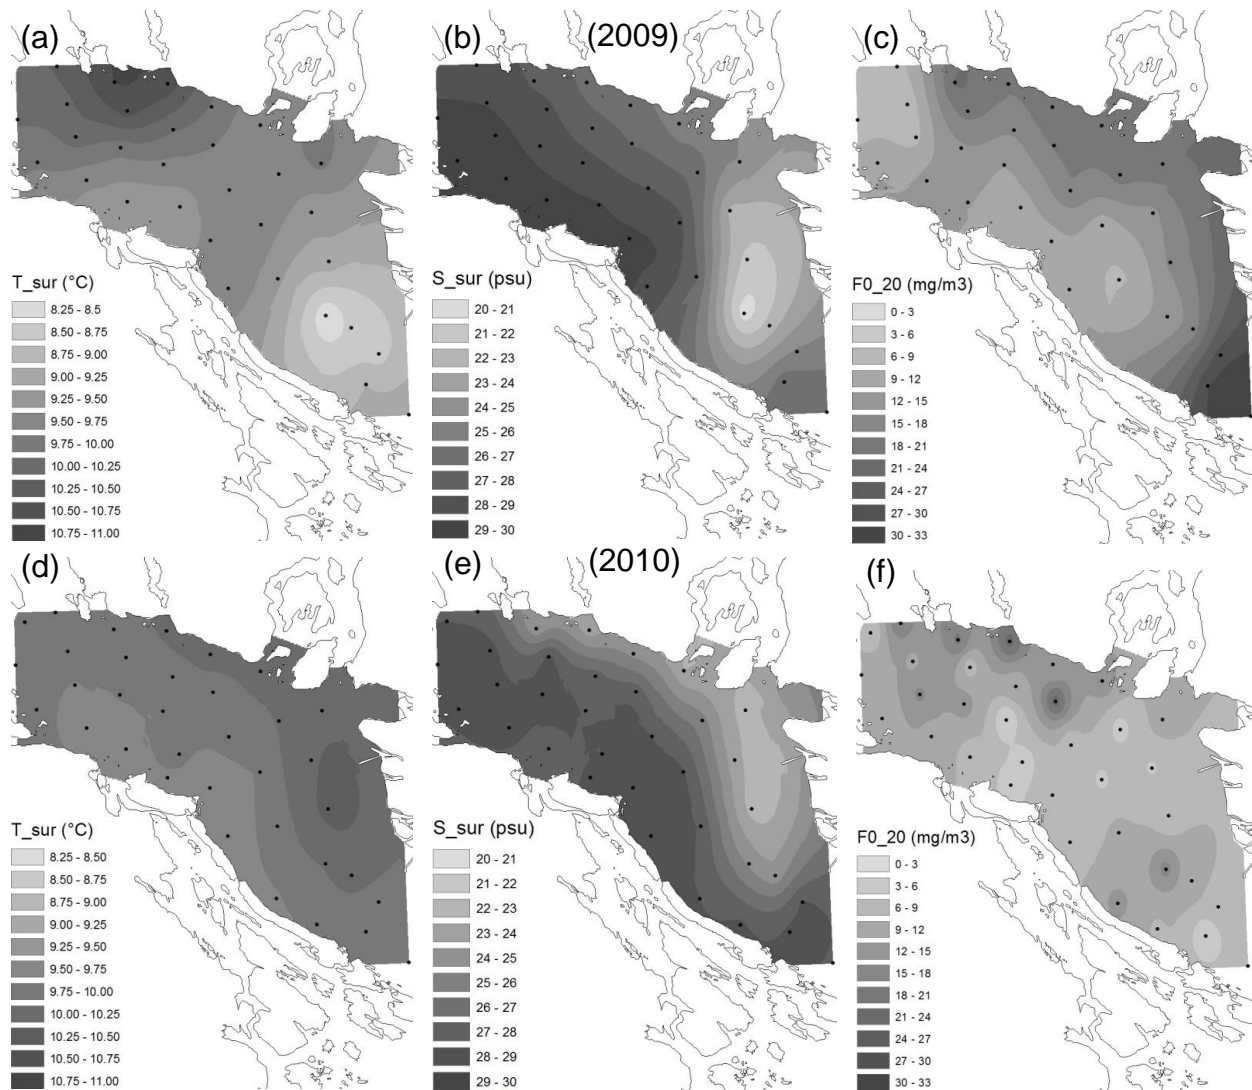 (a)
(b)
(2009)
(c)
T_sur (°C)
8.25 - 8.5
8.50 - 8.75
8.75 - 9.00
9.00 - 9.25
9.25 - 9.50
9.50 - 9.75
9.75 - 10.00
10.00 - 10.25
10.25 - 10.50
10.50 - 10.75
10.75 - 11.00
S_sur (psu)
20 - 21
21 - 22
22 - 23
23 - 24
24 - 25
25 - 26
26 - 27
27 - 28
28 - 29
29 - 30
F0_20 (mg/m3)
0 - 3
3 - 6
6 - 9
9 - 12
12 - 15
15 - 18
18 - 21
21 - 24
24 - 27
27 - 30
30 - 33
(d)
(e)
(2010)
(f)
T_sur (°C)
8.25 - 8.50
8.50 - 8.75
8.75 - 9.00
9.00 - 9.25
9.25 - 9.50
9.50 - 9.75
9.75 - 10.00
10.00 - 10.25
10.25 - 10.50
10.50 - 10.75
10.75 - 11.00
S_sur (psu)
20 - 21
21 - 22
22 - 23
23 - 24
24 - 25
25 - 26
26 - 27
27 - 28
28 - 29
29 - 30
F0_20 (mg/m3)
0 - 3
3 - 6
6 - 9
9 - 12
12 - 15
15 - 18
18 - 21
21 - 24
24 - 27
27 - 30
30 - 33